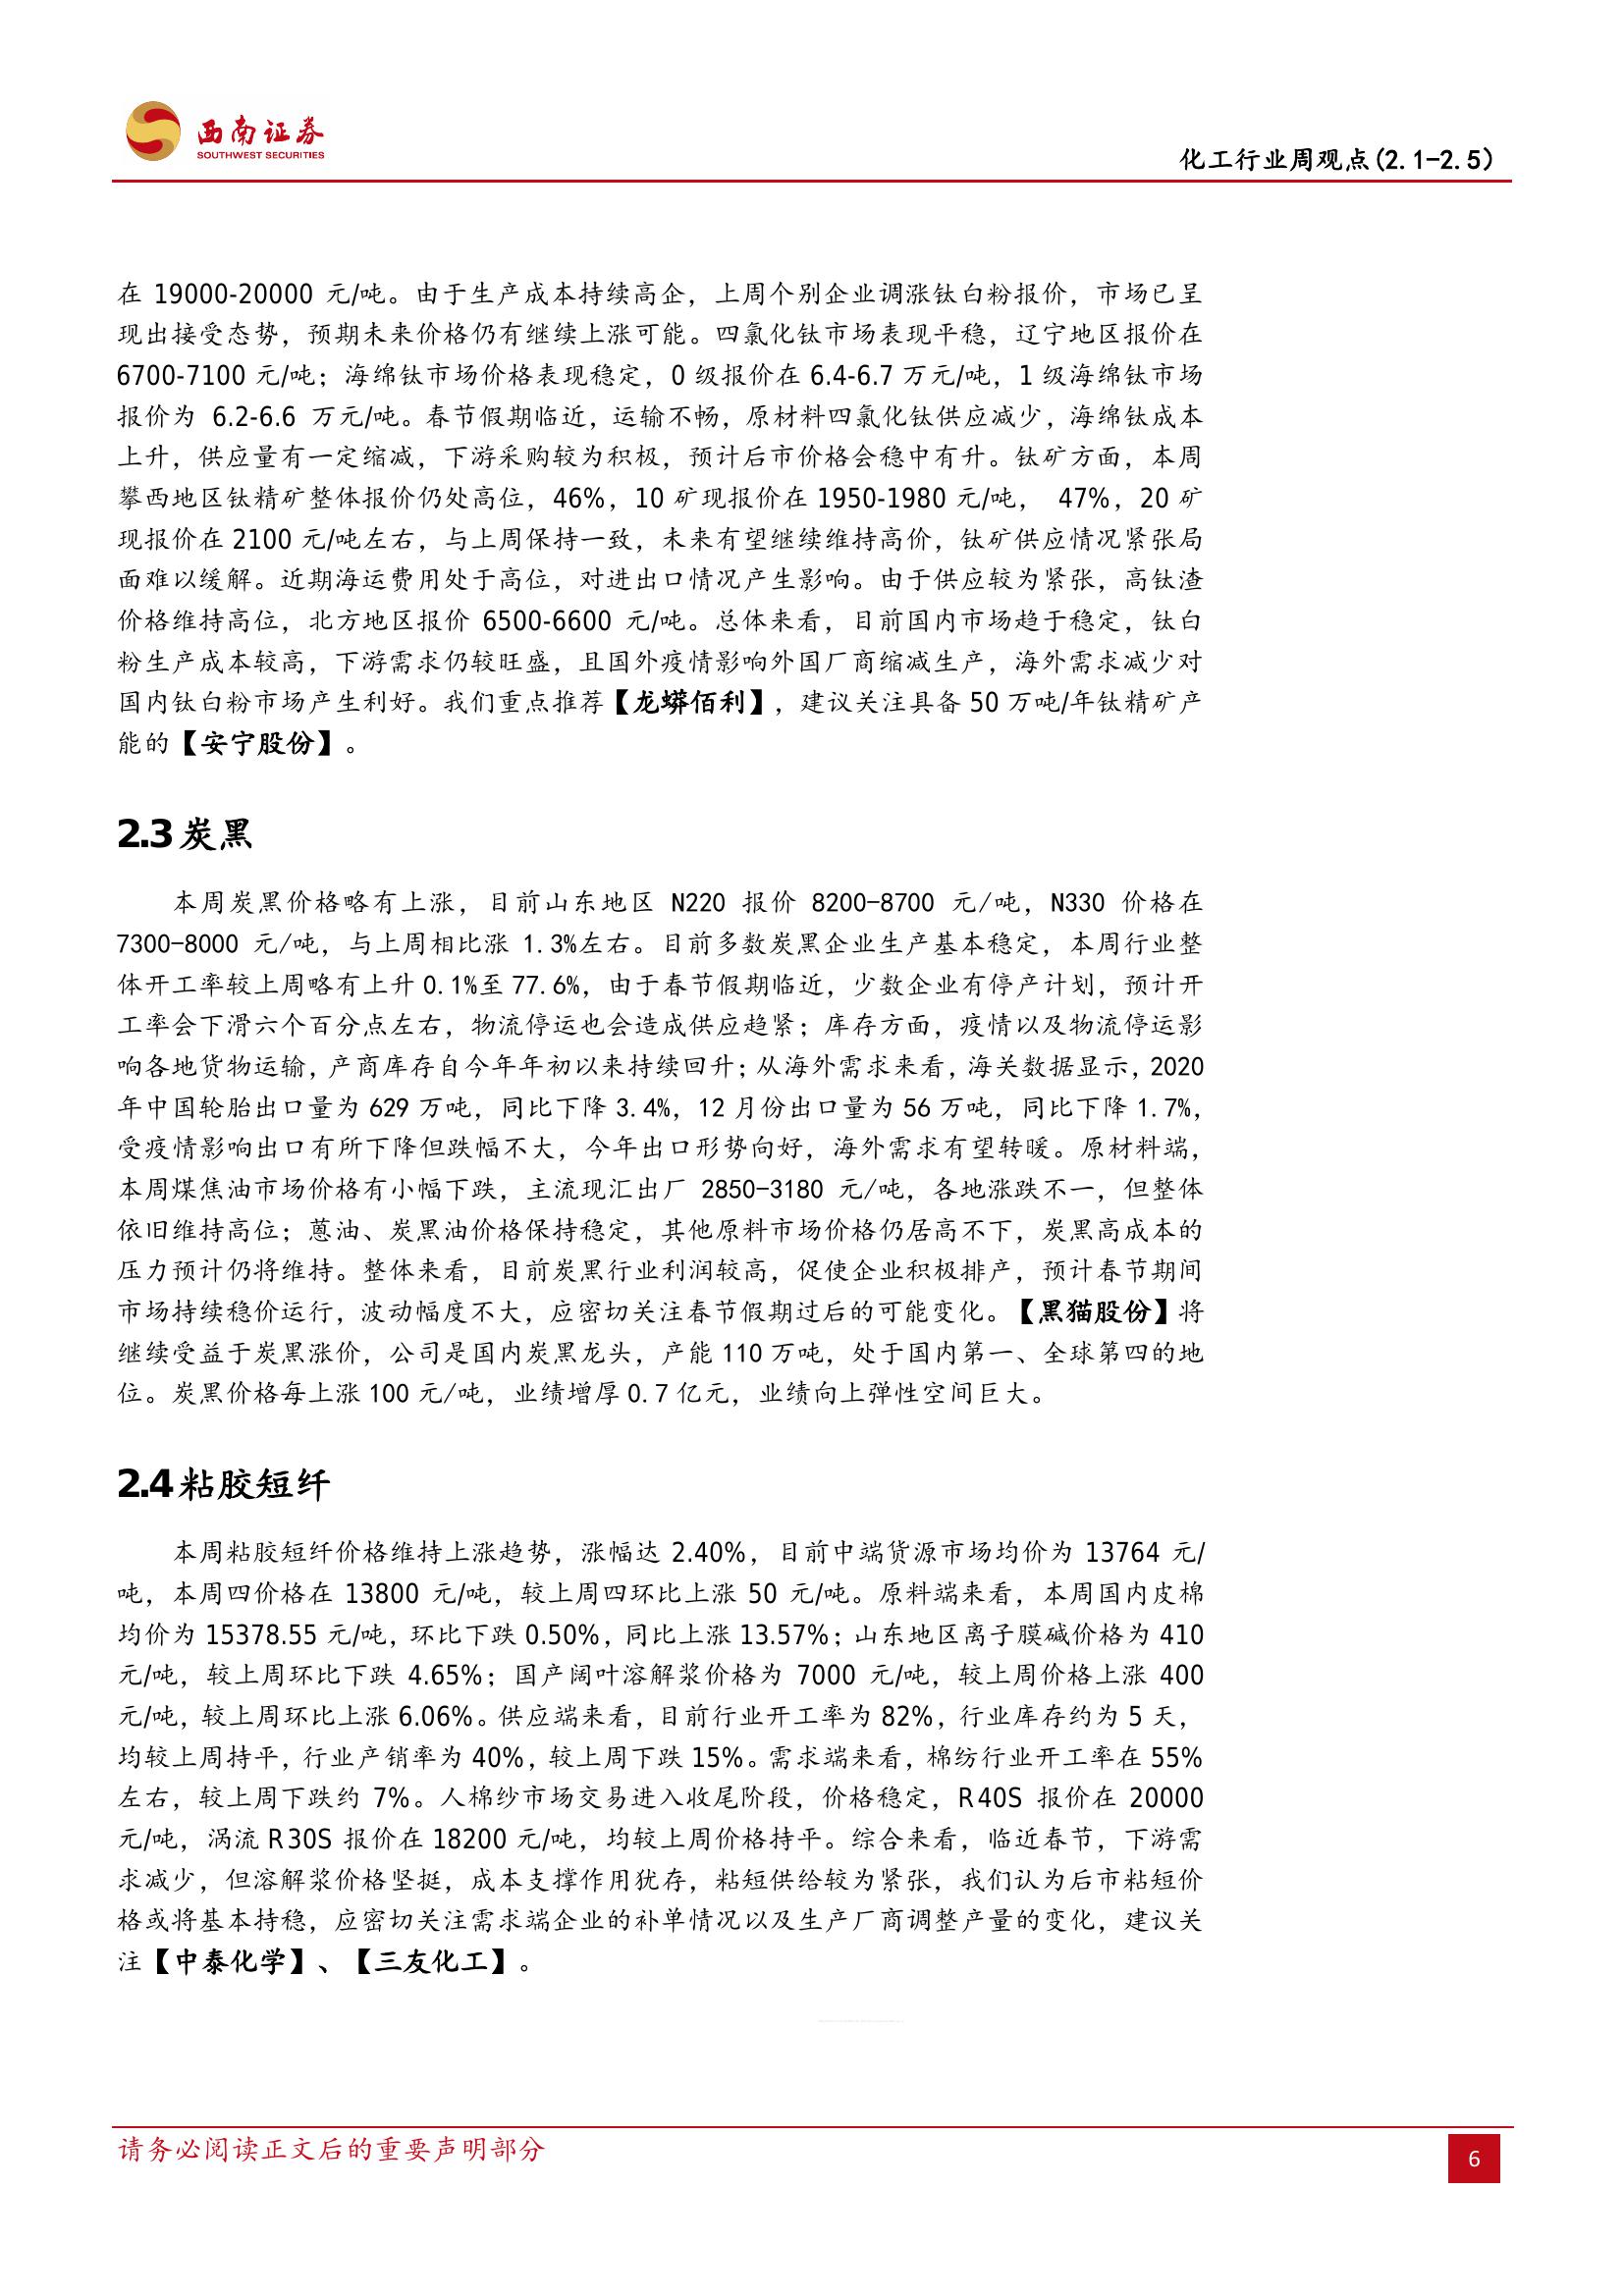 西南证券
SOUTHWEST SECURITIES
化工行业周观点(2.1-2.5)
在 19000-20000 元/吨。由于生产成本持续高企，上周个别企业调涨钛白粉报价，市场已呈
现出接受态势，预期未来价格仍有继续上涨可能。四氯化钛市场表现平稳，辽宁地区报价在
6700-7100 元/吨；海绵钛市场价格表现稳定，0 级报价在 6.4-6.7 万元/吨，1 级海绵钛市场
报价为 6.2-6.6 万元/吨。春节假期临近，运输不畅，原材料四氯化钛供应减少，海绵钛成本
上升，供应量有一定缩减，下游采购较为积极，预计后市价格会稳中有升。钛矿方面，本周
攀西地区钛精矿整体报价仍处高位，46%，10 矿现报价在 1950-1980 元/吨， 47%，20 矿
现报价在 2100 元/吨左右，与上周保持一致，未来有望继续维持高价，钛矿供应情况紧张局
面难以缓解。近期海运费用处于高位，对进出口情况产生影响。由于供应较为紧张，高钛渣
价格维持高位，北方地区报价 6500-6600 元/吨。总体来看，目前国内市场趋于稳定，钛白
粉生产成本较高，下游需求仍较旺盛，且国外疫情影响外国厂商缩减生产，海外需求减少对
国内钛白粉市场产生利好。我们重点推荐【龙蟒佰利】，建议关注具备 50 万吨/年钛精矿产
能的【安宁股份】。
2.3 炭黑
本周炭黑价格略有上涨，目前山东地区 N220 报价 8200-8700 元/吨，N330 价格在
7300-8000 元/吨，与上周相比涨 1.3%左右。目前多数炭黑企业生产基本稳定，本周行业整
体开工率较上周略有上升 0.1%至 77.6%，由于春节假期临近，少数企业有停产计划，预计开
工率会下滑六个百分点左右，物流停运也会造成供应趋紧；库存方面，疫情以及物流停运影
响各地货物运输，产商库存自今年年初以来持续回升；从海外需求来看，海关数据显示，2020
年中国轮胎出口量为 629 万吨，同比下降 3.4%，12 月份出口量为 56 万吨，同比下降 1.7%，
受疫情影响出口有所下降但跌幅不大，今年出口形势向好，海外需求有望转暖。原材料端，
本周煤焦油市场价格有小幅下跌，主流现汇出厂 2850-3180 元/吨，各地涨跌不一，但整体
依旧维持高位；蒽油、炭黑油价格保持稳定，其他原料市场价格仍居高不下，炭黑高成本的
压力预计仍将维持。整体来看，目前炭黑行业利润较高，促使企业积极排产，预计春节期间
市场持续稳价运行，波动幅度不大，应密切关注春节假期过后的可能变化。【黑猫股份】将
继续受益于炭黑涨价，公司是国内炭黑龙头，产能 110 万吨，处于国内第一、全球第四的地
位。炭黑价格每上涨 100 元/吨，业绩增厚 0.7 亿元，业绩向上弹性空间巨大。
2.4 粘胶短纤
本周粘胶短纤价格维持上涨趋势，涨幅达 2.40%，目前中端货源市场均价为 13764 元/
吨，本周四价格在 13800 元/吨，较上周四环比上涨 50 元/吨。原料端来看，本周国内皮棉
均价为 15378.55 元/吨，环比下跌 0.50%，同比上涨 13.57%；山东地区离子膜碱价格为 410
元/吨，较上周环比下跌 4.65%；国产阔叶溶解浆价格为 7000 元/吨，较上周价格上涨 400
元/吨，较上周环比上涨 6.06%。供应端来看，目前行业开工率为 82%，行业库存约为 5 天，
均较上周持平，行业产销率为 40%，较上周下跌 15%。需求端来看，棉纺行业开工率在 55%
左右，较上周下跌约 7%。人棉纱市场交易进入收尾阶段，价格稳定，R40S 报价在 20000
元/吨，涡流 R30S 报价在 18200 元/吨，均较上周价格持平。综合来看，临近春节，下游需
求减少，但溶解浆价格坚挺，成本支撑作用犹存，粘短供给较为紧张，我们认为后市粘短价
格或将基本持稳，应密切关注需求端企业的补单情况以及生产厂商调整产量的变化，建议关
注【中泰化学】、【三友化工】。
请务必阅读正文后的重要声明部分
6